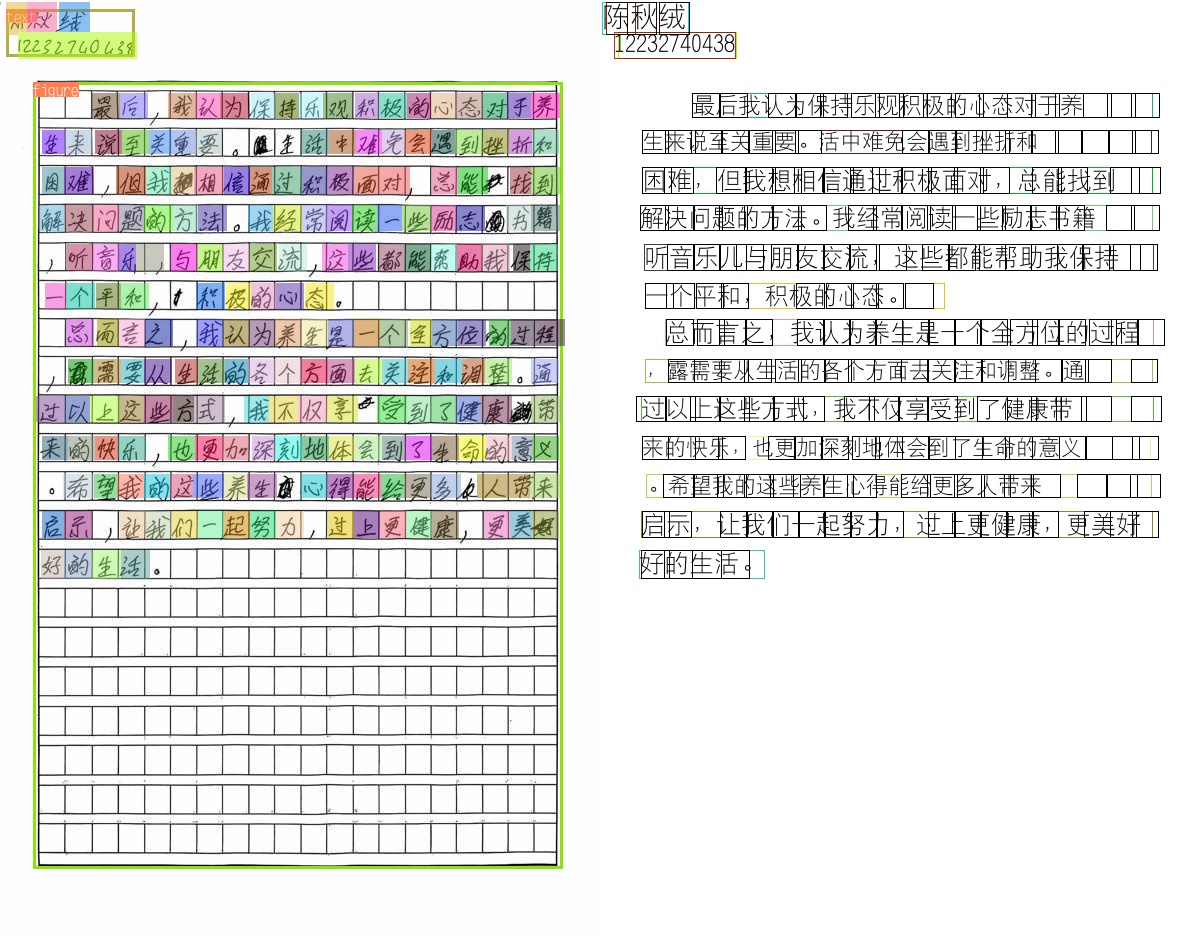 text
陈秋绒
12232740438
figure
最后,我认为保持乐观积极的心态对于养
生来说至关重要。生活中难免会遇到挫折和
困难,但我相信通过积极面对,总能找到
解决问题的方法。我经常阅读一些励志书籍
,听音乐,与朋友交流,这些都能帮助我保持
一个平和,积极的心态。
总而言之,我认为养生是一个全方位的过程
,需要从生活的各个方面去关注和调整。通
过以上这些方式,我不仅享受到了健康带
来的快乐,也更加深刻地体会到了生命的意义
。希望我的这些养生心得能给更多人带来
启示,让我们一起努力,过上更健康,更美
好的生活。
陈秋绒
12232740438
最后我认为保持乐观积极的心态对于养
生来说至关重要。活中难免会遇到挫折和
困难，但我想相信通过积极面对，总能找到
解决问题的方法。我经常阅读一些励志书籍
听音乐儿与朋友交流，这些都能帮助我保持
一个平和，积极的心态。
总而言之，我认为养生是一个全方位的过程
，露需要从生活的各个方面去关注和调整。通
过以上这些方式，我不仅享受到了健康带
来的快乐，也更加深刻地体会到了生命的意义
。希望我的这些养生心得能给更多人带来
启示，让我们一起努力，过上更健康，更美好
好的生活。